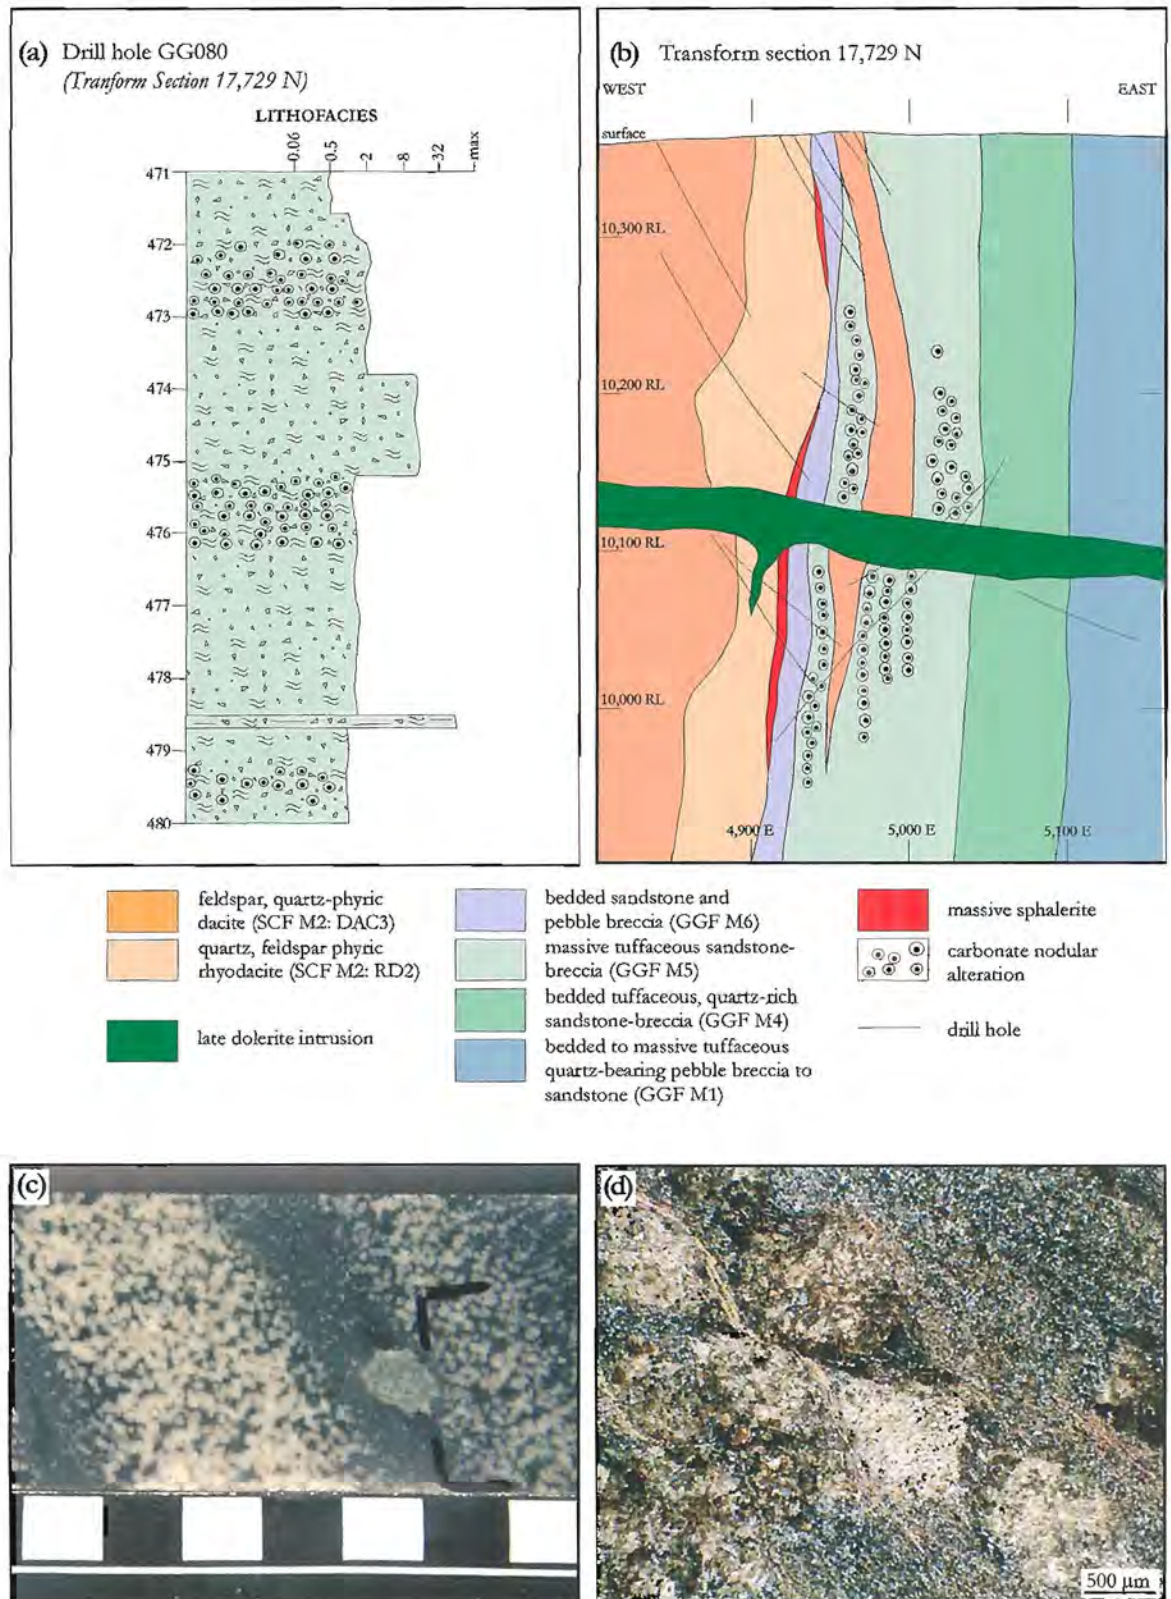 (a) Drill hole GG080
(Tranform Section 17,729 N)
LITHOFACIES
0.06
0.5
2
8
32
max
471
472
473
474
475
476
477
478
479
480
(b) Transform section 17,729 N
WEST
EAST
surface
10,300 RL
10,200 RL
10,100 RL
10,000 RL
4,900 E
5,000 E
5,100 E
feldspar, quartz-phyric
dacite (SCF M2: DAC3)
quartz, feldspar phyric
rhyodacite (SCF M2: RD2)
late dolerite intrusion
bedded sandstone and
pebble breccia (GGF M6)
massive tuffaceous sandstone-
breccia (GGF M5)
bedded tuffaceous, quartz-rich
sandstone-breccia (GGF M4)
bedded to massive tuffaceous
quartz-bearing pebble breccia to
sandstone (GGF M1)
massive sphalerite
carbonate nodular
alteration
drill hole
(c)
(d)
500 µm